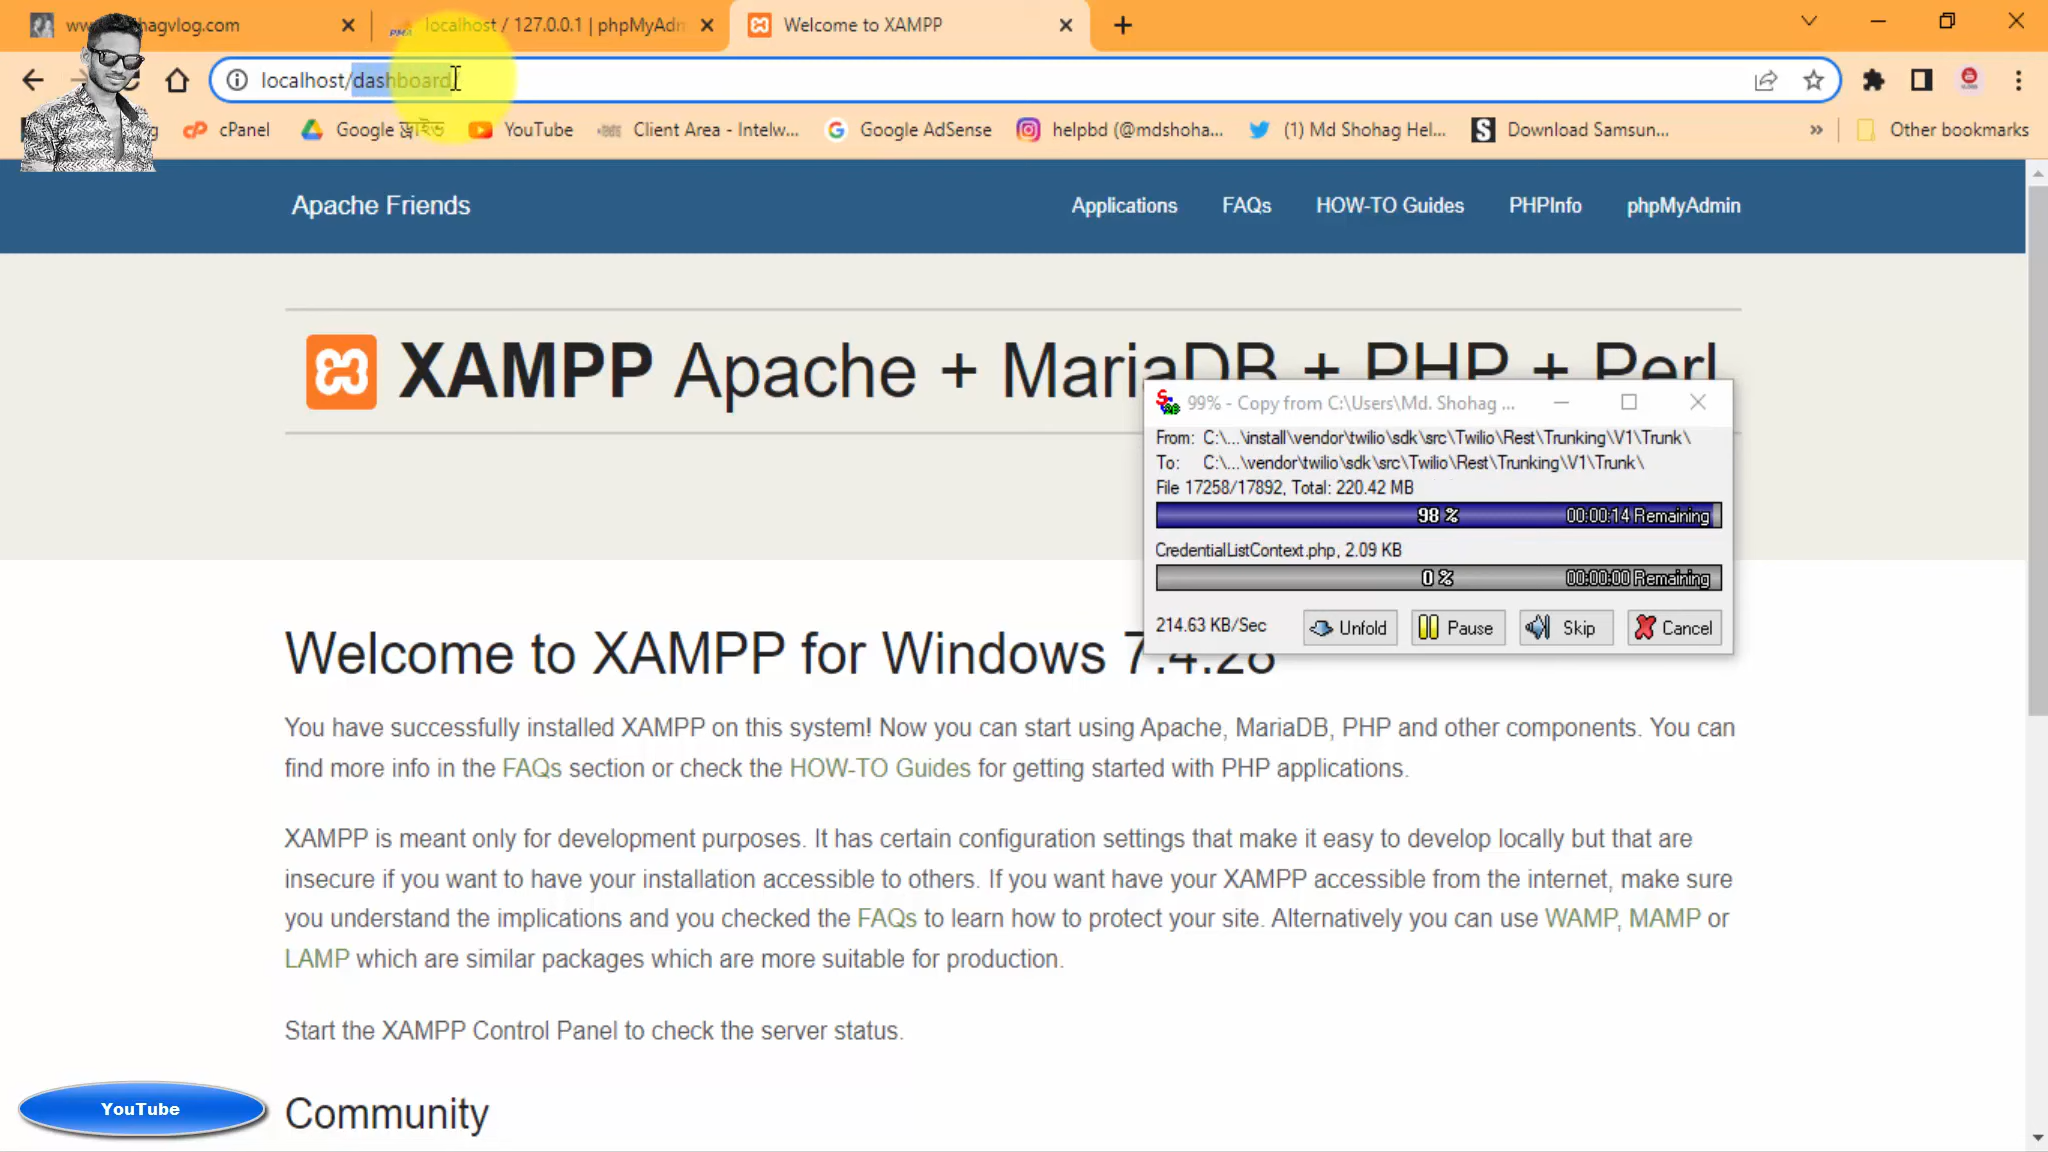 www. hagvlog.com
localhost / 127.0.0.1 | phpMyAdm
Welcome to XAMPP
localhost/dashboard/
g
cPanel
Google ড্রাইভ
YouTube
Client Area - Intelw...
Google AdSense
helpbd (@mdshoha...
(1) Md Shohag Hel...
Download Samsun...
»
Other bookmarks
Apache Friends
Applications
FAQs
HOW-TO Guides
PHPInfo
phpMyAdmin
XAMPP Apache + MariaDB + PHP + Perl
99% - Copy from C:\Users\Md. Shohag ...
From: C:\...\install\vendor\twilio\sdk\src\Twilio\Rest\Trunking\V1\Trunk\
To: C:\...\vendor\twilio\sdk\src\Twilio\Rest\Trunking\V1\Trunk\
File 17258/17892, Total: 220.42 MB
98 % 00:00:14 Remaining
CredentialListContext.php, 2.09 KB
0 % 00:00:00 Remaining
214.63 KB/Sec
Unfold
Pause
Skip
Cancel
Welcome to XAMPP for Windows 7.4.28
You have successfully installed XAMPP on this system! Now you can start using Apache, MariaDB, PHP and other components. You can
find more info in the FAQs section or check the HOW-TO Guides for getting started with PHP applications.
XAMPP is meant only for development purposes. It has certain configuration settings that make it easy to develop locally but that are
insecure if you want to have your installation accessible to others. If you want have your XAMPP accessible from the internet, make sure
you understand the implications and you checked the FAQs to learn how to protect your site. Alternatively you can use WAMP, MAMP or
LAMP which are similar packages which are more suitable for production.
Start the XAMPP Control Panel to check the server status.
YouTube
Community